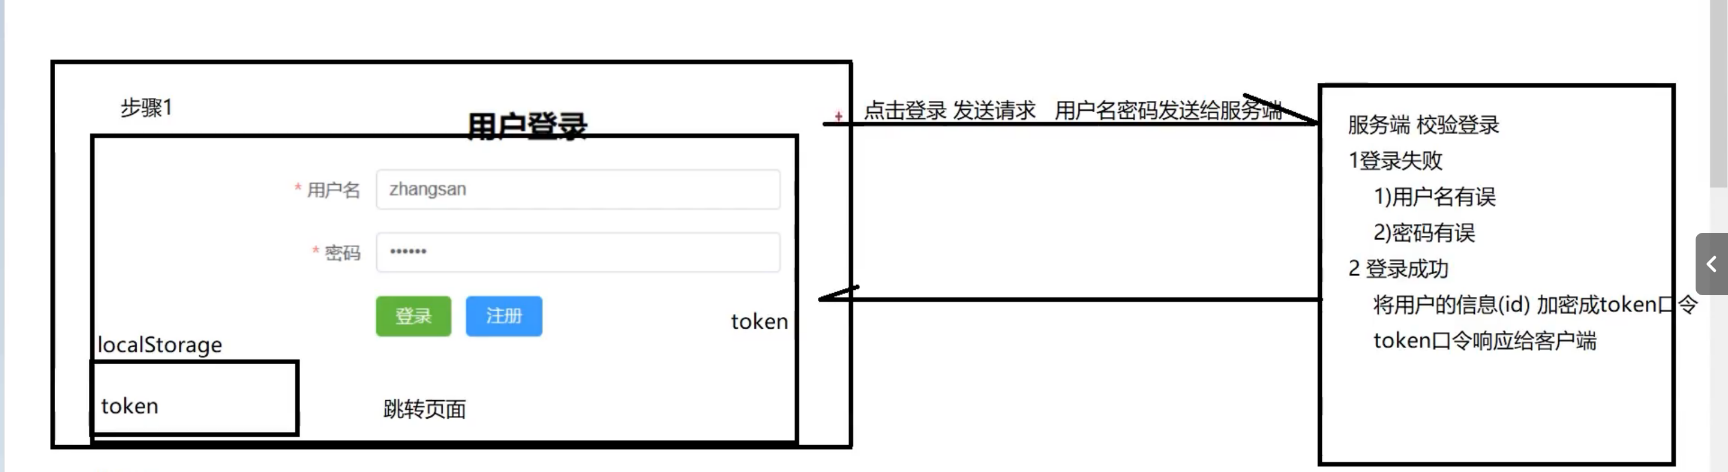 步骤1
用户登录
* 用户名 zhangsan
* 密码 ••••••
登录 注册
token
localStorage
token
跳转页面
点击登录 发送请求 用户名密码发送给服务端
服务端 校验登录
1登录失败
1)用户名有误
2)密码有误
2 登录成功
将用户的信息(id) 加密成token口令
token口令响应给客户端